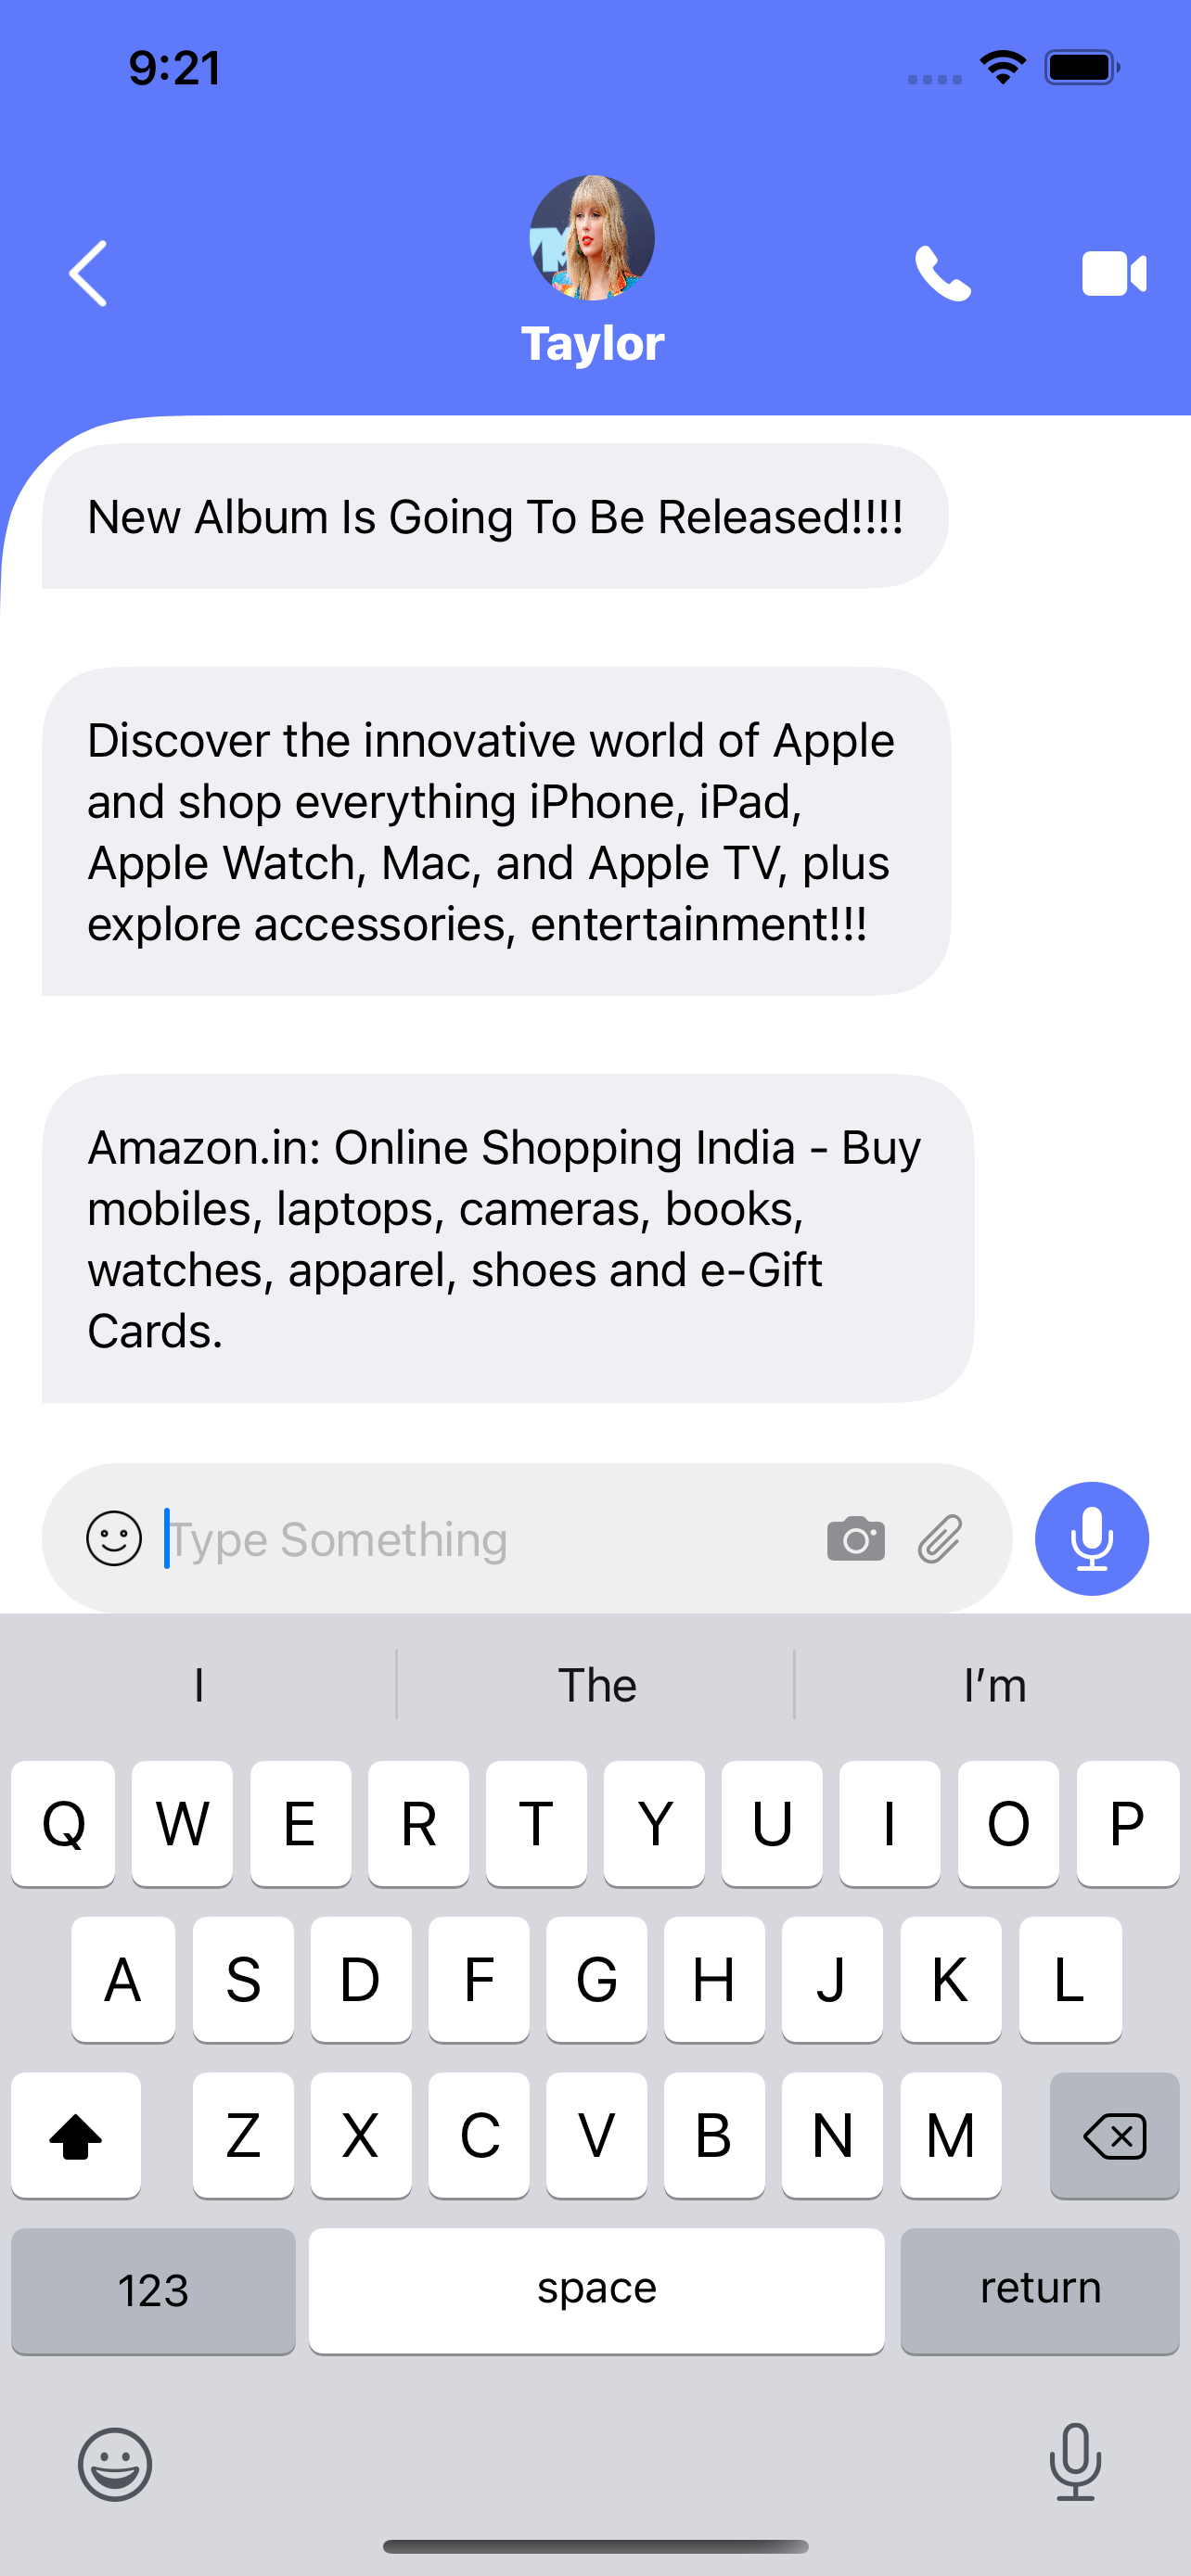 9:21
Taylor
New Album Is Going To Be Released!!!!
Discover the innovative world of Apple
and shop everything iPhone, iPad,
Apple Watch, Mac, and Apple TV, plus
explore accessories, entertainment!!!
Amazon.in: Online Shopping India - Buy
mobiles, laptops, cameras, books,
watches, apparel, shoes and e-Gift
Cards.
Type Something
I The I’m
Q W E R T Y U I O P
A S D F G H J K L
Z X C V B N M
123 space return